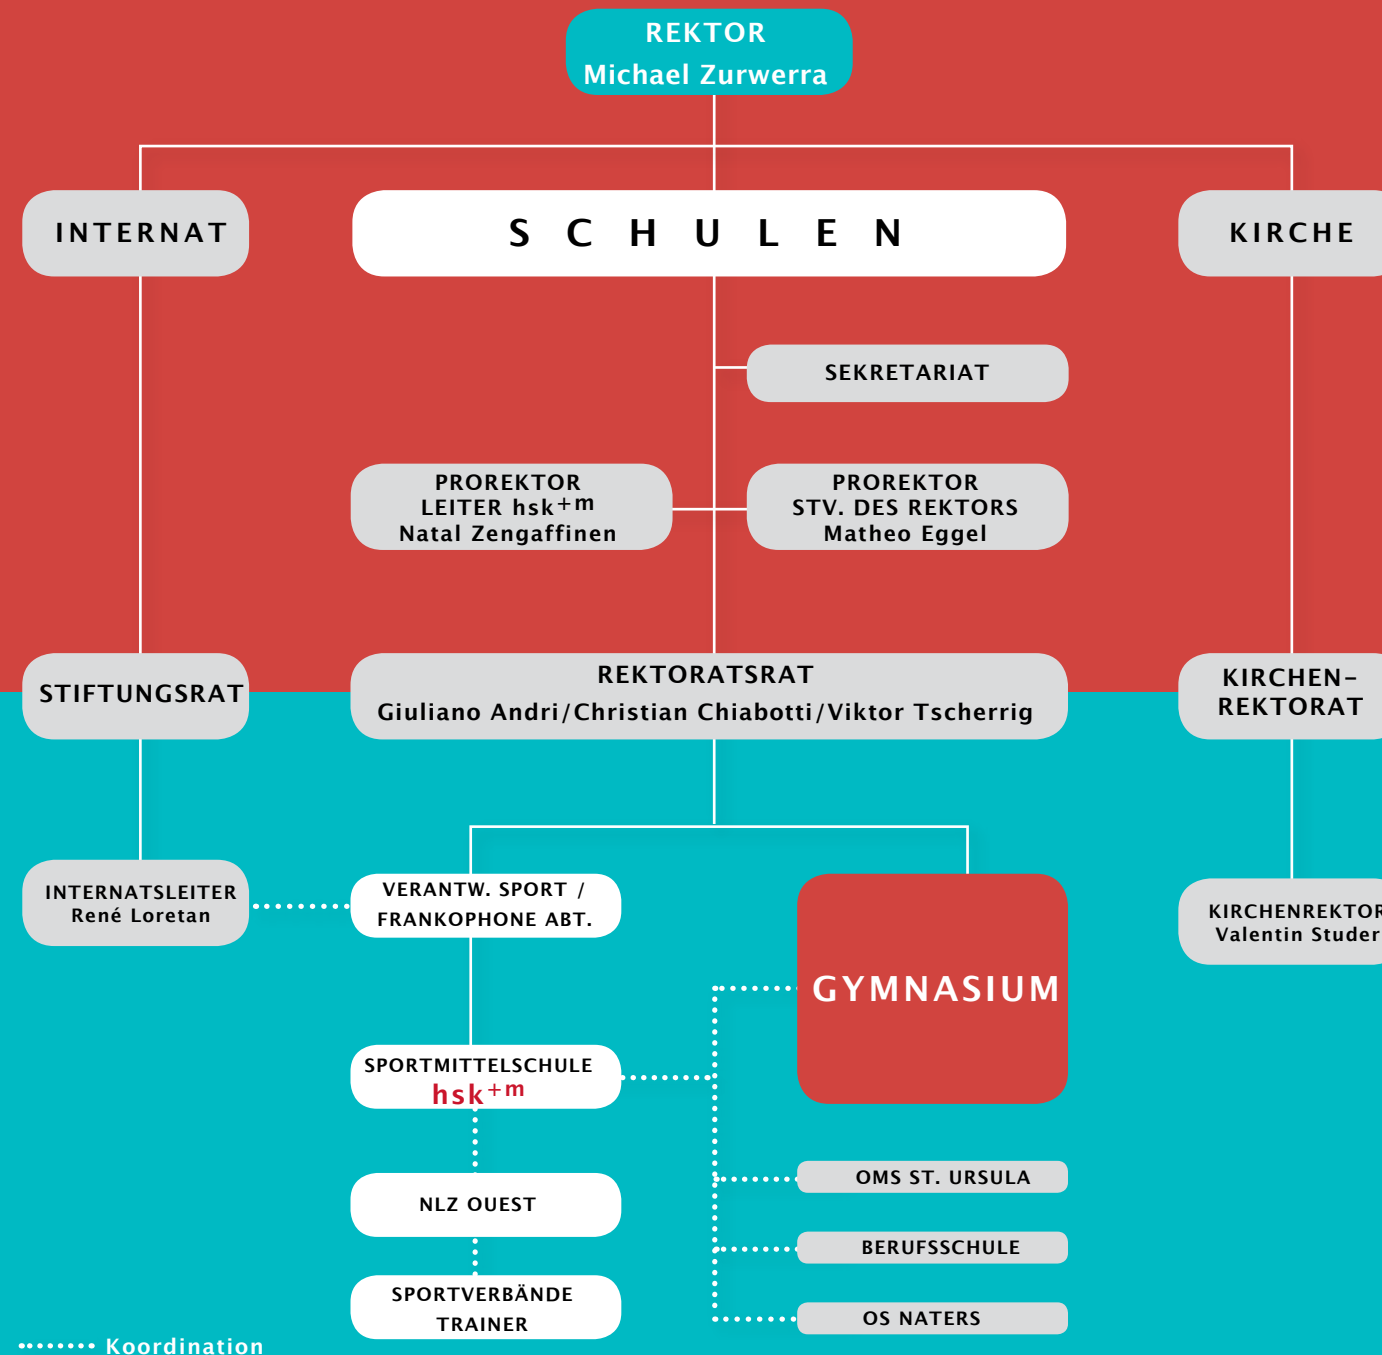 REKTOR
Michael Zurwerra
INTERNAT
SCHULEN
KIRCHE
SEKRETARIAT
PROREKTOR
LEITER hsk+m
Natal Zengaffinen
PROREKTOR
STV. DES REKTORS
Matheo Eggel
STIFTUNGSRAT
REKTORATSRAT
Giuliano Andri/Christian Chiabotti/Viktor Tscherrig
KIRCHEN-
REKTORAT
INTERNATSLEITER
René Loretan
VERANTW. SPORT /
FRANKOPHONE ABT.
GYMNASIUM
KIRCHENREKTOR
Valentin Studer
SPORTMITTELSCHULE
hsk+m
NLZ OUEST
SPORTVERBÄNDE
TRAINER
OMS ST. URSULA
BERUFSSCHULE
OS NATERS
Koordination